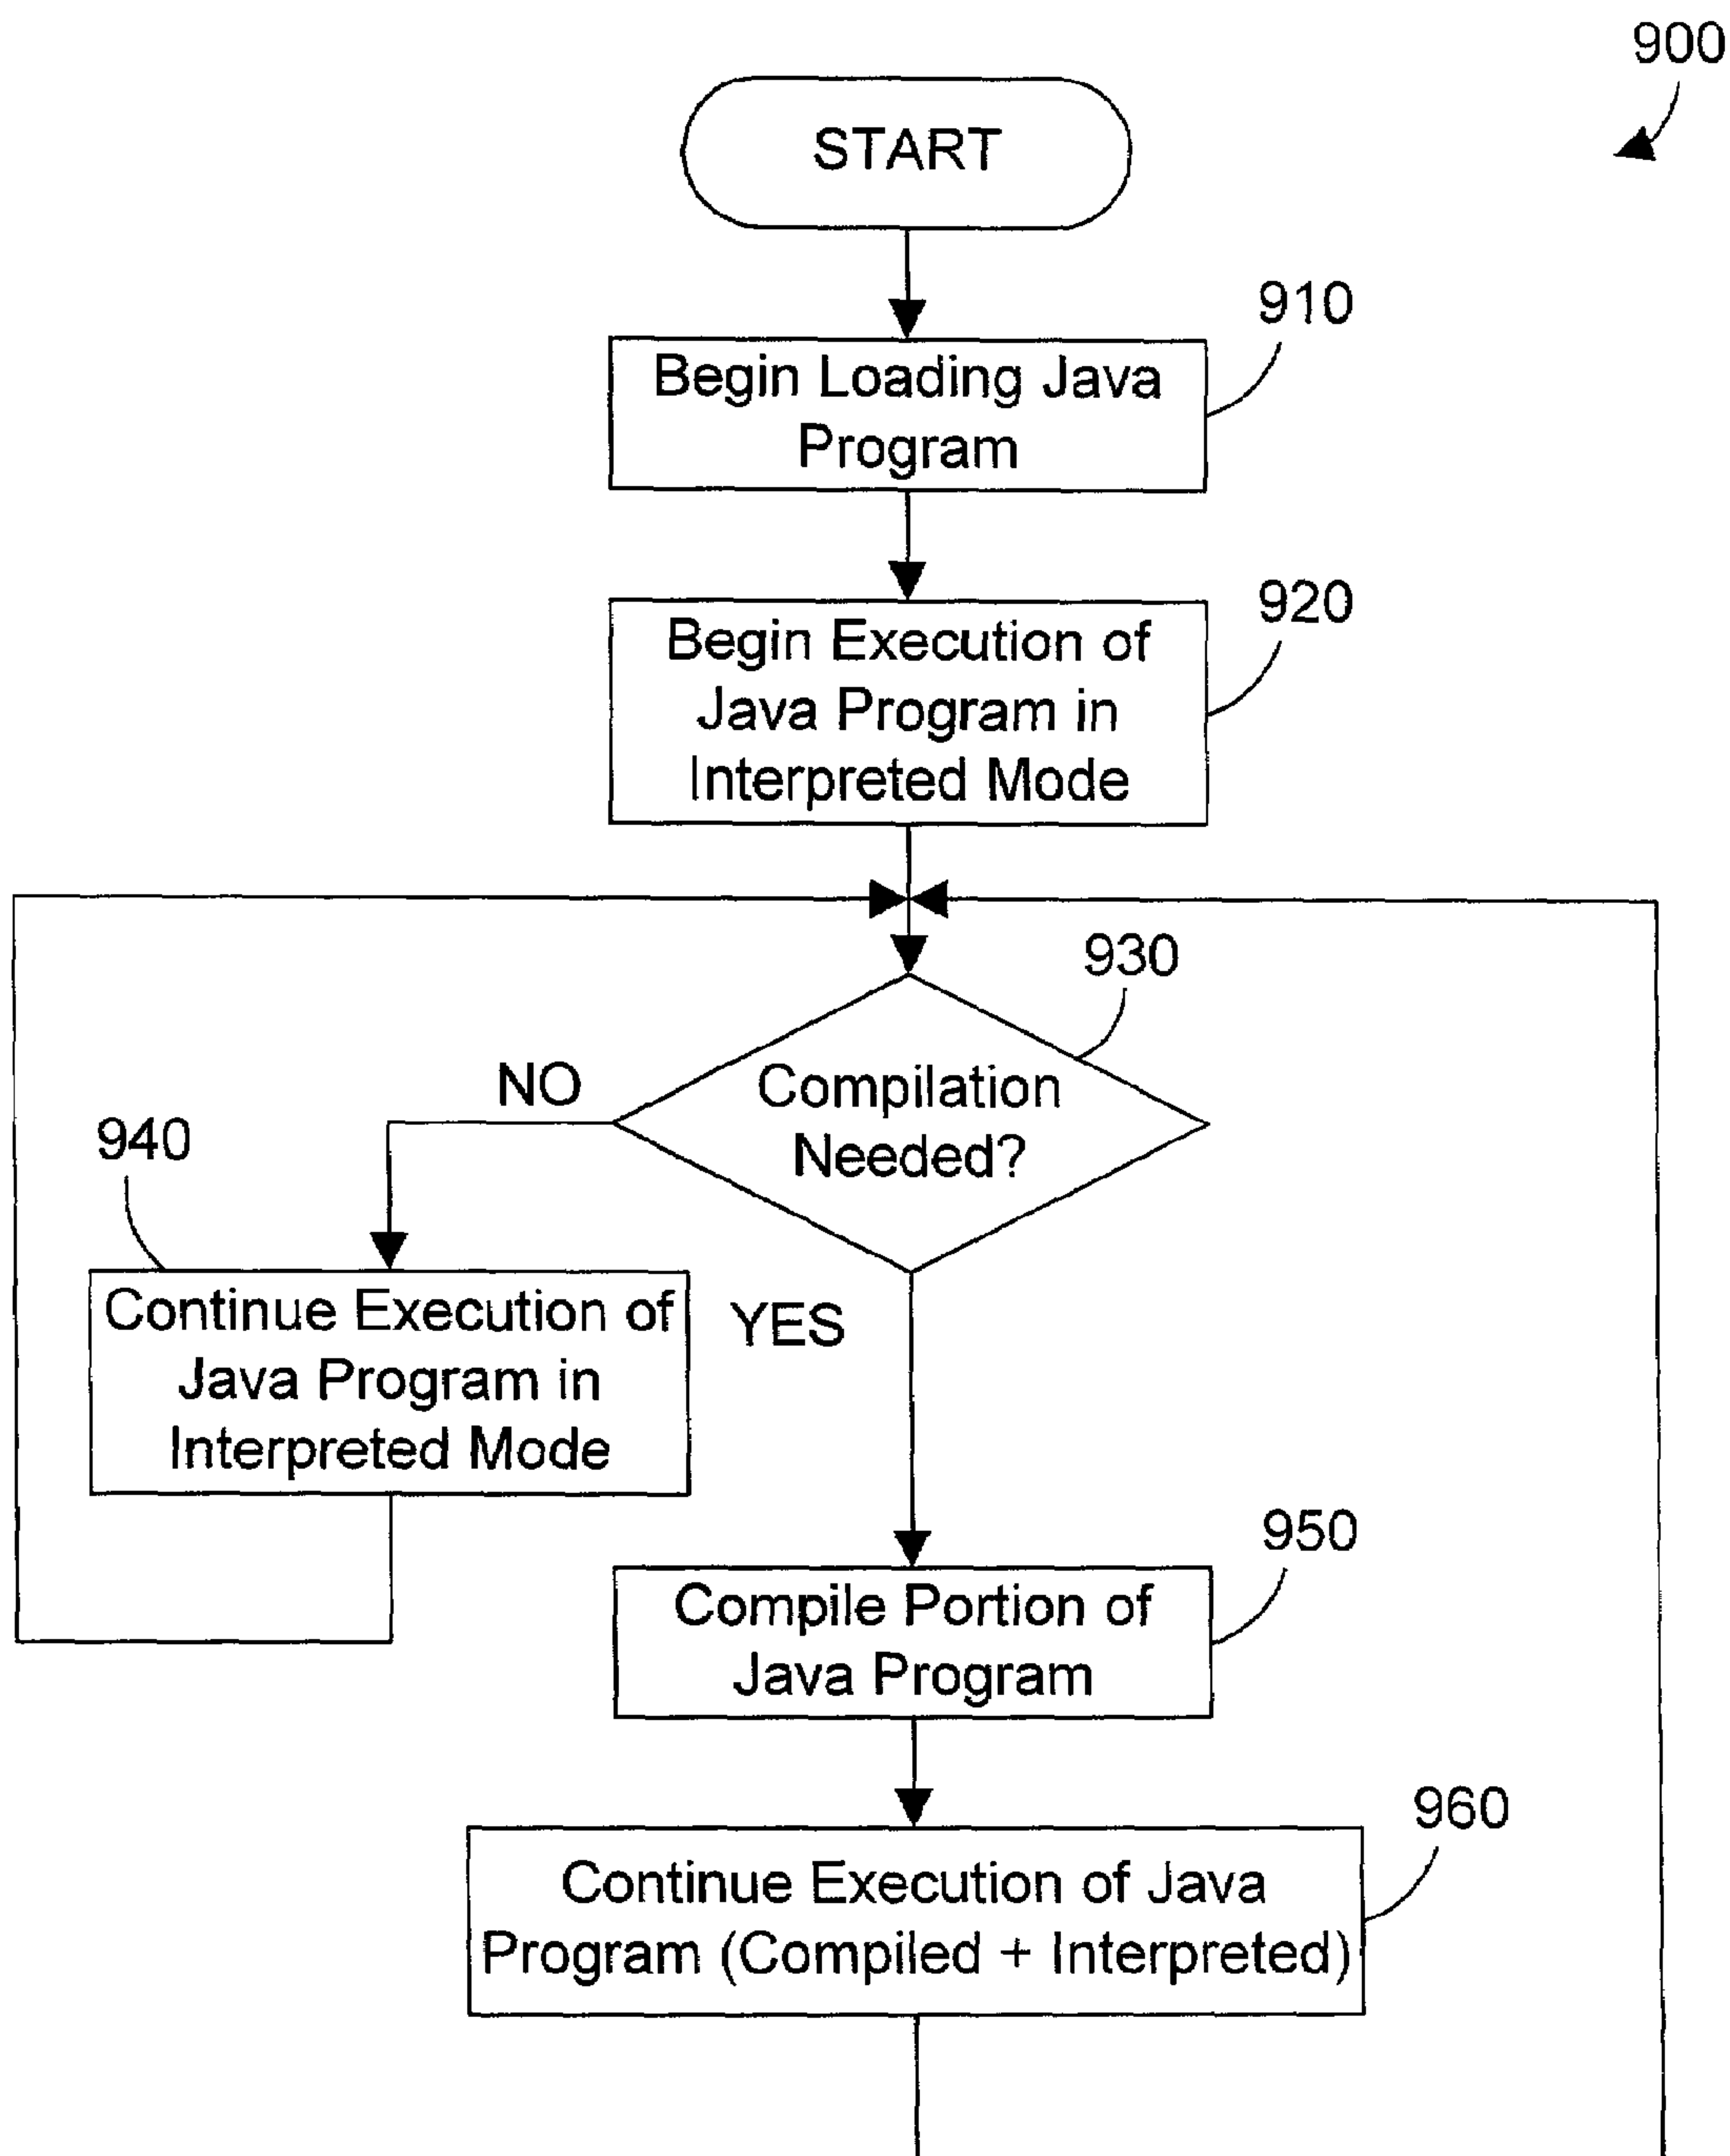 900
START
910
Begin Loading Java
Program
920
Begin Execution of
Java Program in
Interpreted Mode
930
Compilation
Needed?
NO
940
Continue Execution of
Java Program in
Interpreted Mode
YES
950
Compile Portion of
Java Program
960
Continue Execution of Java
Program (Compiled + Interpreted)